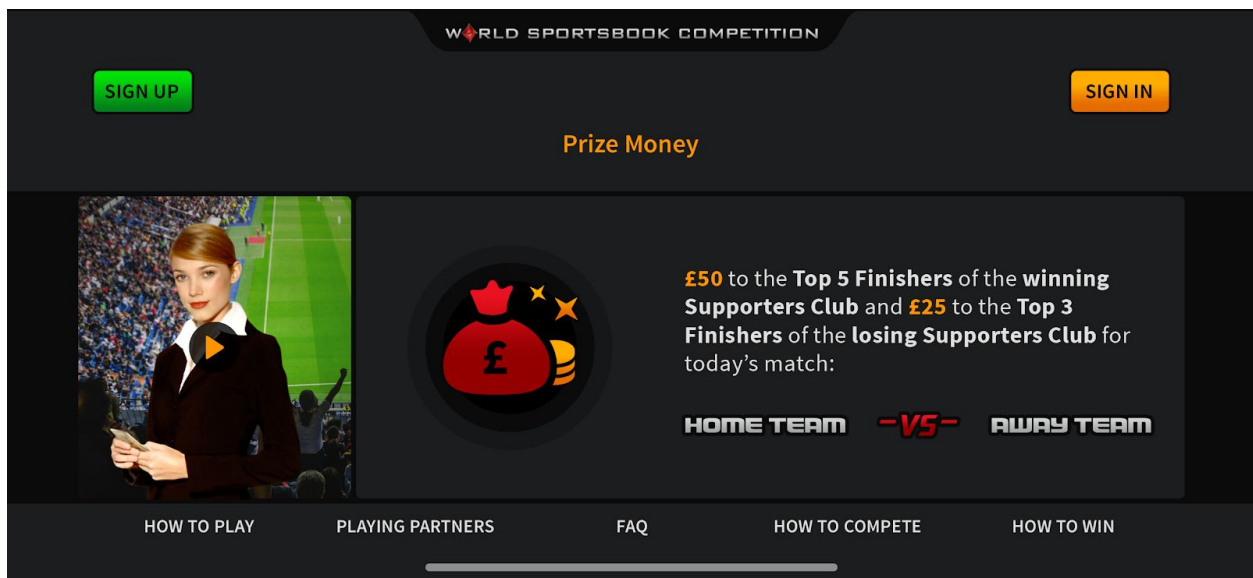 WORLD SPORTSBOOK COMPETITION
SIGN UP
SIGN IN
Prize Money
£
£50 to the Top 5 Finishers of the winning
Supporters Club and £25 to the Top 3
Finishers of the losing Supporters Club for
today's match:
HOME TEAM -VS- AWAY TEAM
HOW TO PLAY
PLAYING PARTNERS
FAQ
HOW TO COMPETE
HOW TO WIN